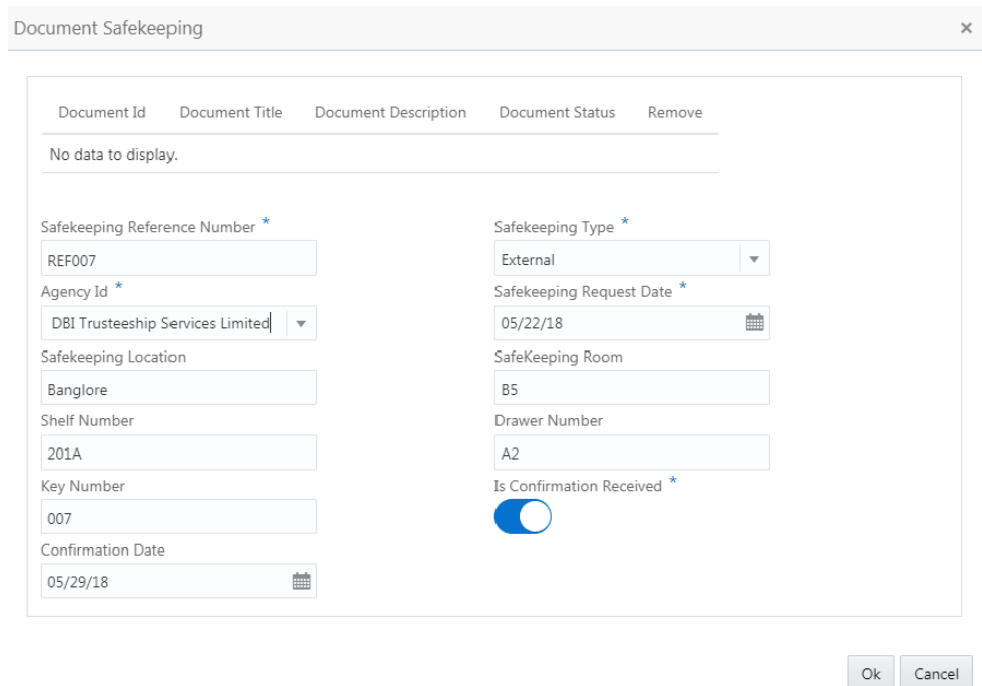 Document Safekeeping ×
Document Id Document Title Document Description Document Status Remove
No data to display.
Safekeeping Reference Number * Safekeeping Type *
REF007 External
Agency Id * Safekeeping Request Date *
DBI Trusteeship Services Limited 05/22/18
Safekeeping Location SafeKeeping Room
Banglore B5
Shelf Number Drawer Number
201A A2
Key Number Is Confirmation Received *
007
Confirmation Date
05/29/18
Ok Cancel